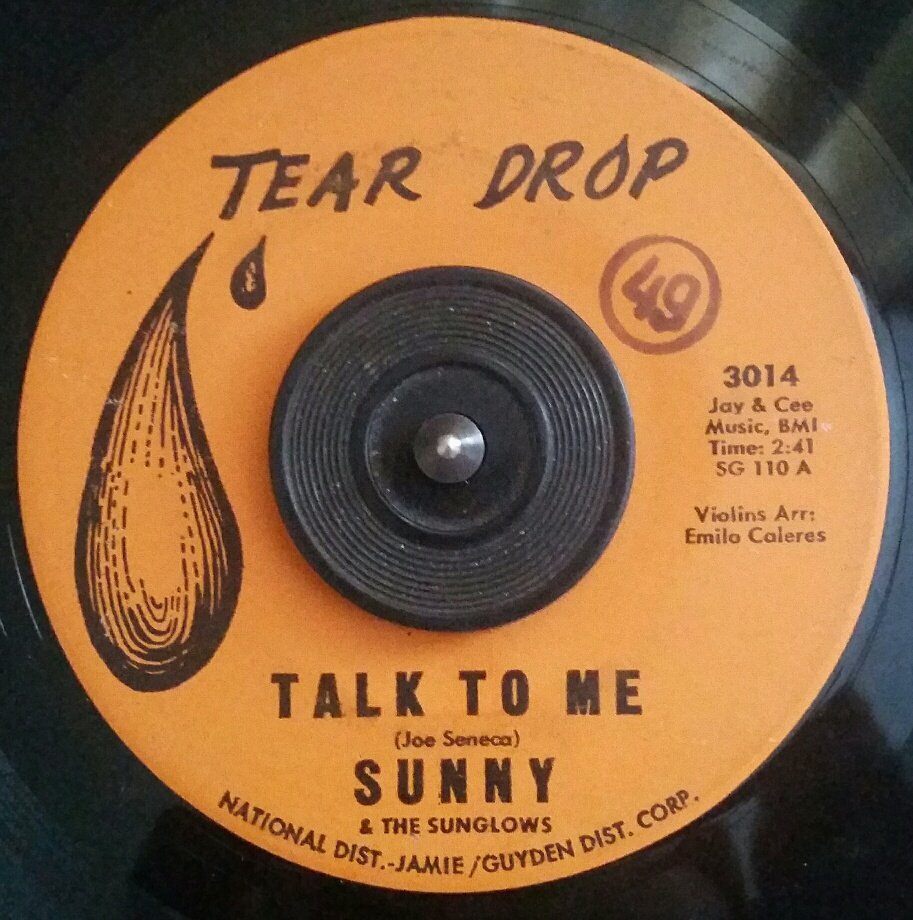 TEAR DROP
49
3014
Jay & Cee
Music, BMI
Time: 2:41
SG 110 A
Violins Arr:
Emilo Caleres
TALK TO ME
(Joe Seneca)
SUNNY
& THE SUNGLOWS
NATIONAL DIST.-JAMIE/GUYDEN DIST. CORP.